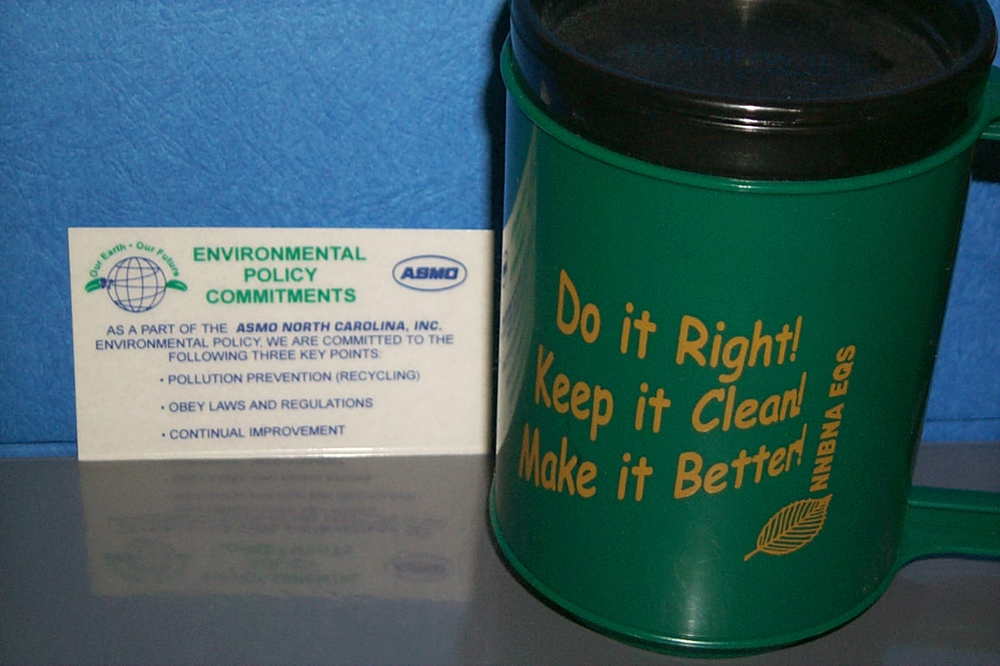 Our Earth • Our Future
ENVIRONMENTAL
POLICY
COMMITMENTS
ASMO
AS A PART OF THE ASMO NORTH CAROLINA, INC.
ENVIRONMENTAL POLICY, WE ARE COMMITTED TO THE
FOLLOWING THREE KEY POINTS:
• POLLUTION PREVENTION (RECYCLING)
• OBEY LAWS AND REGULATIONS
• CONTINUAL IMPROVEMENT
Do it Right!
Keep it Clean!
Make it Better!
NNBNA EQS